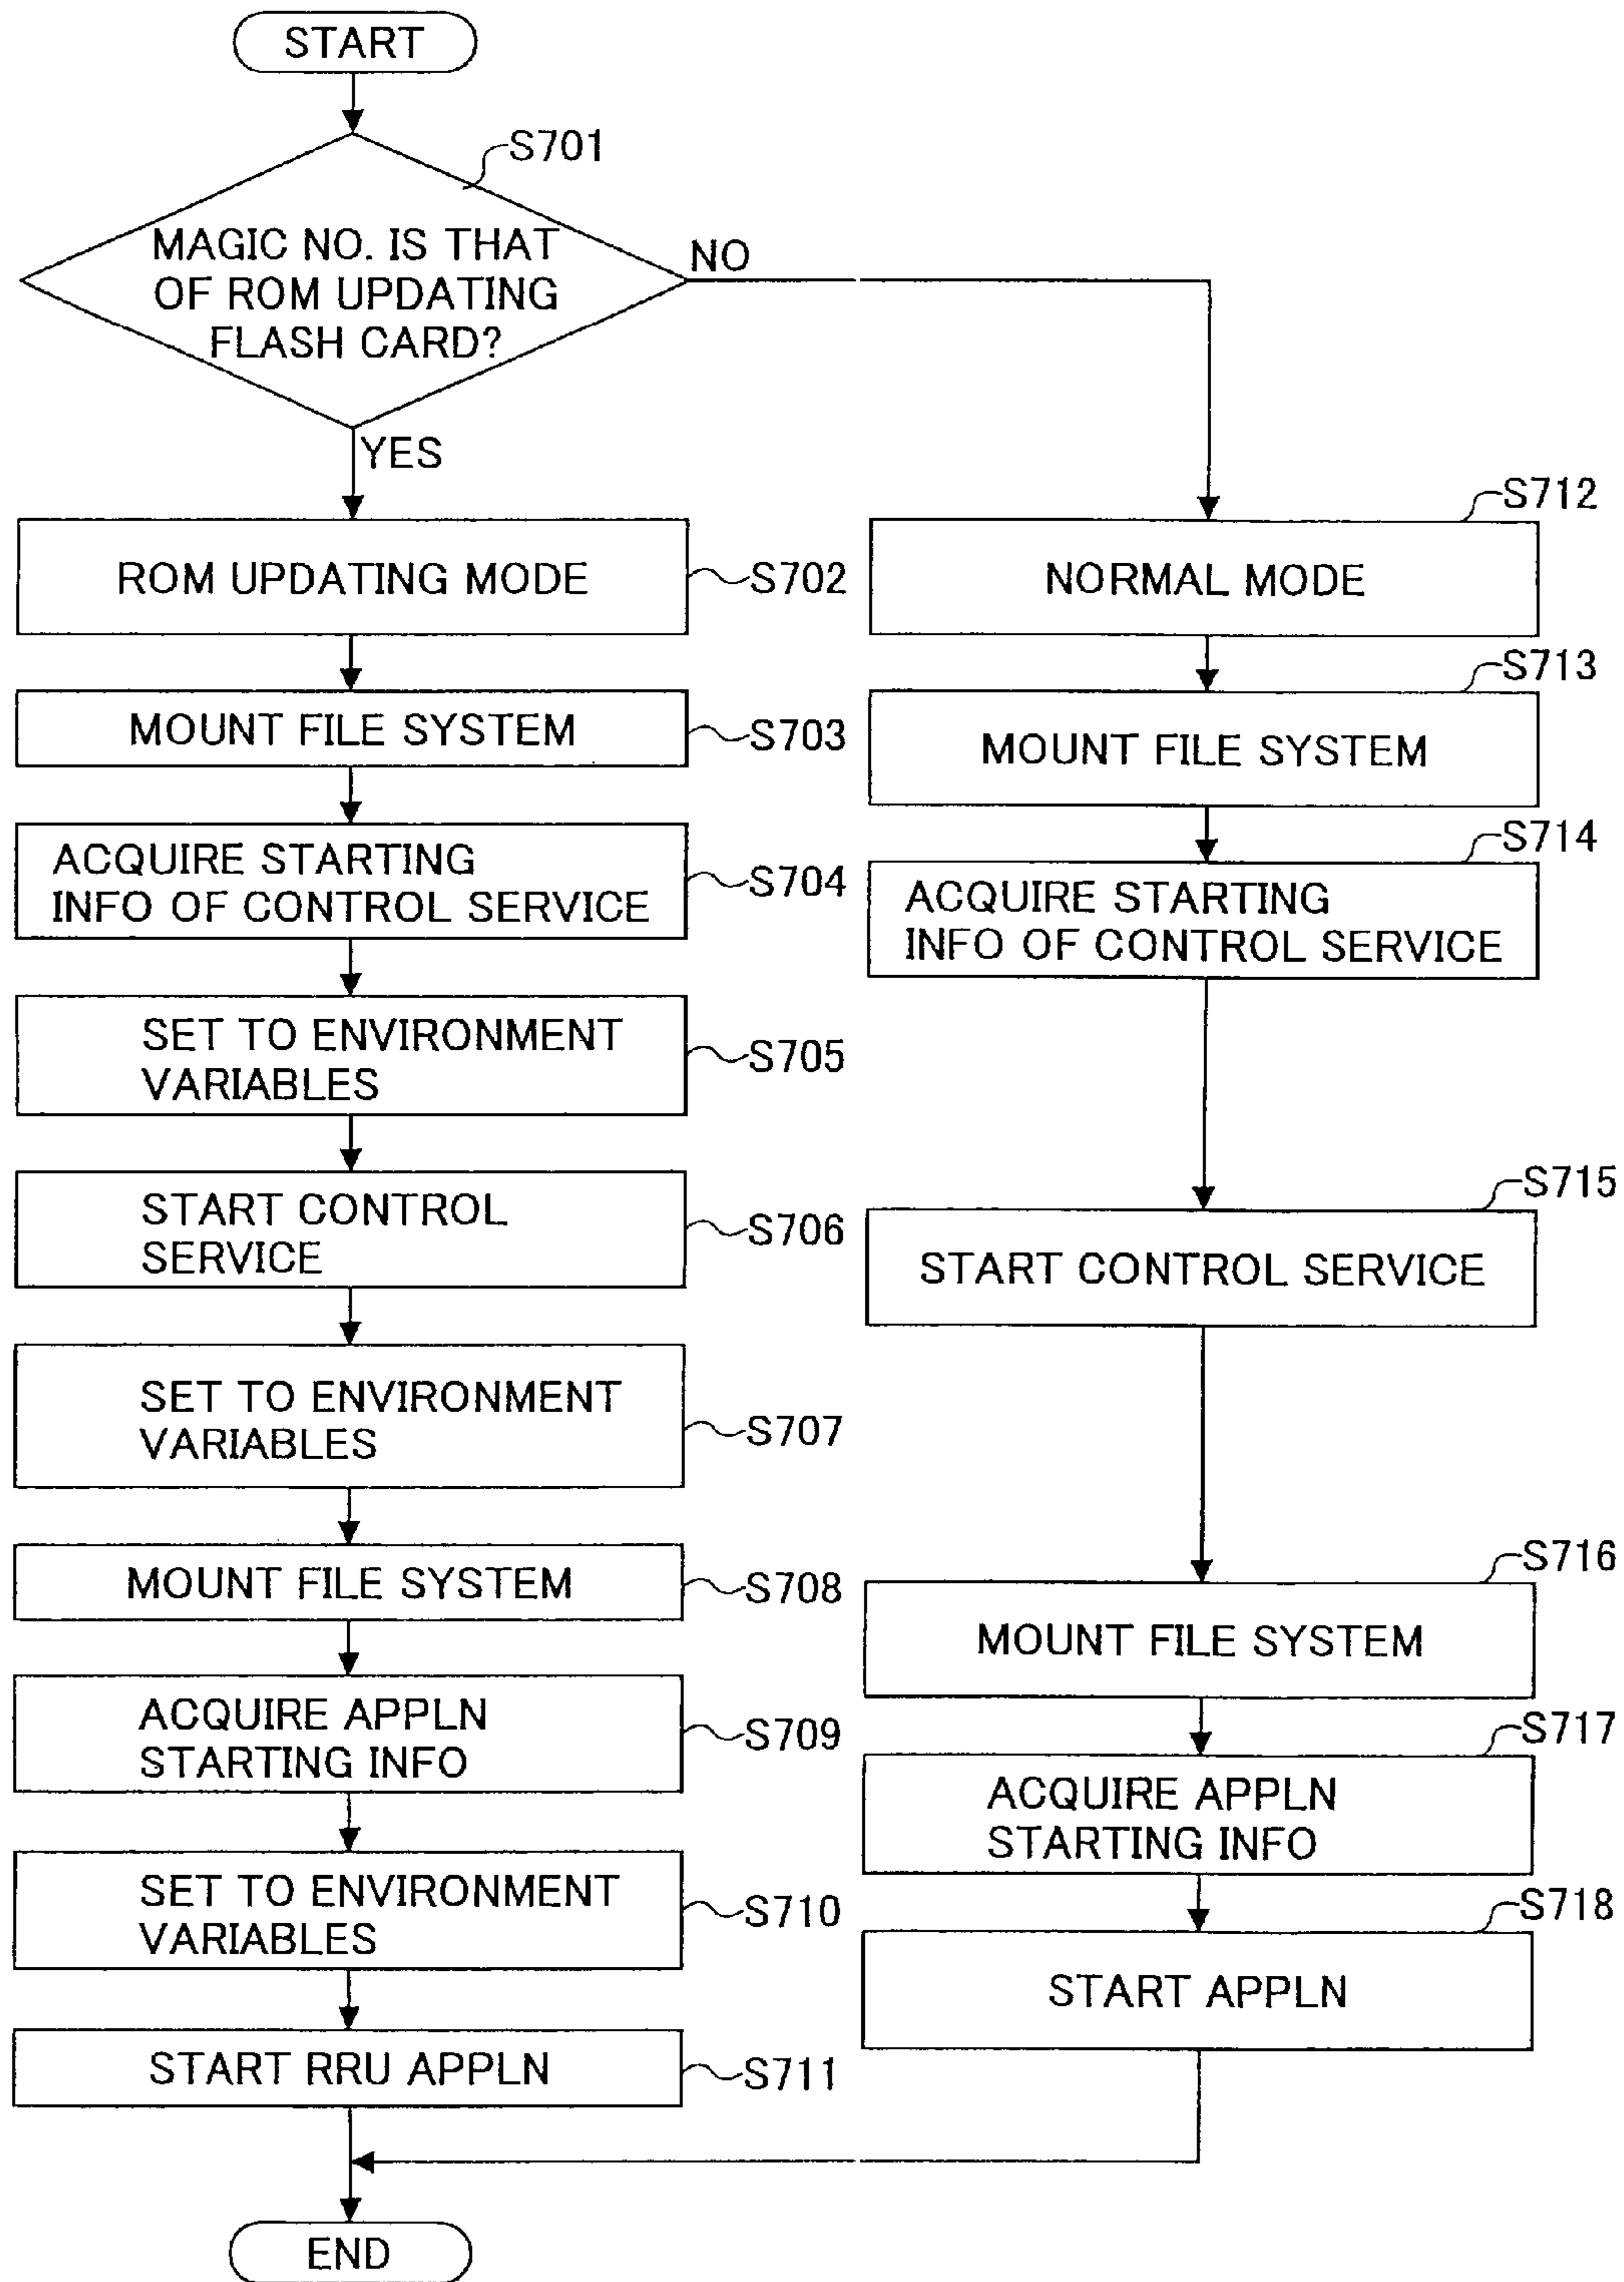 START
S701
MAGIC NO. IS THAT
OF ROM UPDATING
FLASH CARD?
NO
YES
ROM UPDATING MODE
S702
MOUNT FILE SYSTEM
S703
ACQUIRE STARTING
INFO OF CONTROL SERVICE
S704
SET TO ENVIRONMENT
VARIABLES
S705
START CONTROL
SERVICE
S706
SET TO ENVIRONMENT
VARIABLES
S707
MOUNT FILE SYSTEM
S708
ACQUIRE APPLN
STARTING INFO
S709
SET TO ENVIRONMENT
VARIABLES
S710
START RRU APPLN
S711
S712
NORMAL MODE
S713
MOUNT FILE SYSTEM
S714
ACQUIRE STARTING
INFO OF CONTROL SERVICE
S715
START CONTROL SERVICE
S716
MOUNT FILE SYSTEM
S717
ACQUIRE APPLN
STARTING INFO
S718
START APPLN
END